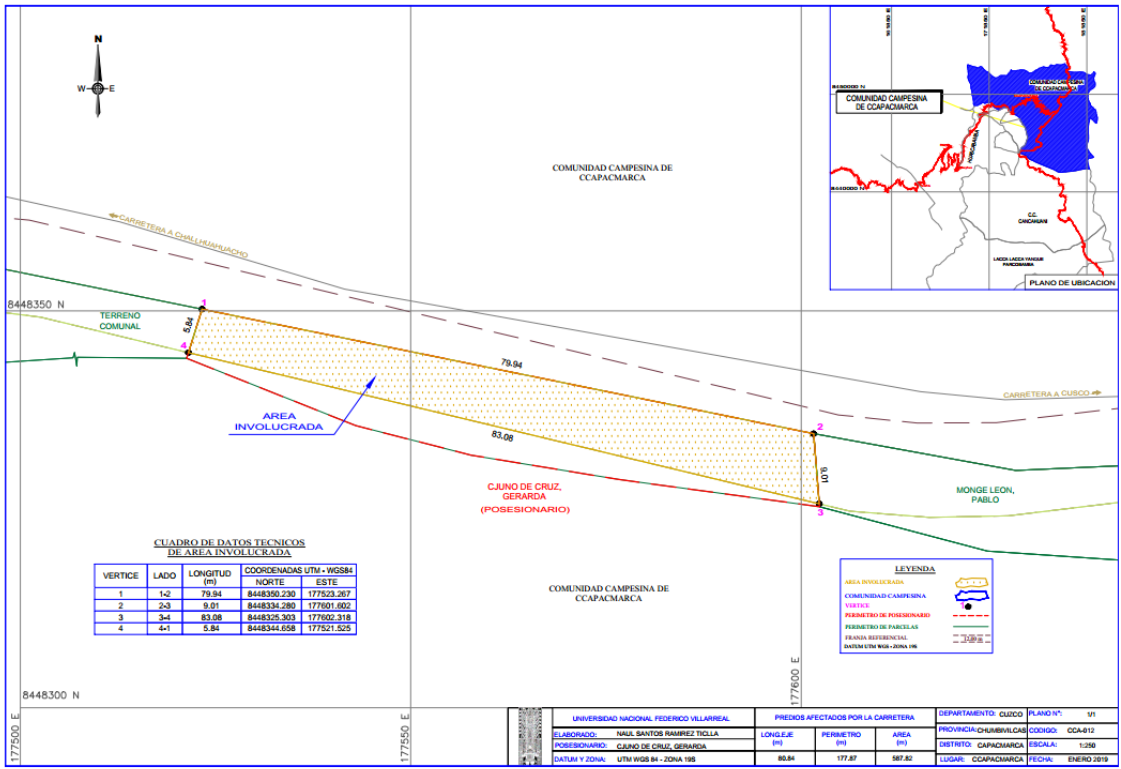 N
W E
COMUNIDAD CAMPESINA DE
CCAPACMARCA
COMUNIDAD CAMPESINA
DE CCAPACMARCA
COMUNIDAD CAMPESINA
DE CCAPACMARCA
8450000 N
8440000 N
C.C.
CANCAHUANI
PLANO DE UBICACION
CARRETERA A CHALLHUAHUACHO
8448350 N
TERRENO
COMUNAL
1
5.84
4
79.94
AREA
INVOLUCRADA
83.08
CARRETERA A CUSCO
2
9.01
3
CJUNO DE CRUZ,
GERARDA
(POSESIONARIO)
MONGE LEON,
PABLO
CUADRO DE DATOS TECNICOS
DE AREA INVOLUCRADA
VERTICE LADO LONGITUD (m) COORDENADAS UTM - WGS84
NORTE ESTE
1 1-2 79.94 8448350.230 177523.267
2 2-3 9.01 8448334.280 177601.602
3 3-4 83.08 8448325.303 177602.318
4 4-1 5.84 8448344.658 177521.525
COMUNIDAD CAMPESINA DE
CCAPACMARCA
LEYENDA
AREA INVOLUCRADA
COMUNIDAD CAMPESINA
VERTICE 1
PERIMETRO DE POSESIONARIO
PERIMETRO DE PARCELAS
FRANJA REFERENCIAL
DATUM UTM WGS - ZONA 19S
8448300 N
177500 E
177550 E
177600 E
UNIVERSIDAD NACIONAL FEDERICO VILLARREAL
ELABORADO: NAUL SANTOS RAMIREZ TICLLA
POSESIONARIO: CJUNO DE CRUZ, GERARDA
DATUM Y ZONA: UTM WGS 84 - ZONA 19S
PREDIOS AFECTADOS POR LA CARRETERA
LONG.EJE (m) PERIMETRO (m) AREA (m)
80.84 177.87 587.82
DEPARTAMENTO: CUZCO PLANO Nº: 1/1
PROVINCIA: CHUMBIVILCAS CODIGO: CCA-012
DISTRITO: CAPACMARCA ESCALA: 1:250
LUGAR: CCAPACMARCA FECHA: ENERO 2019